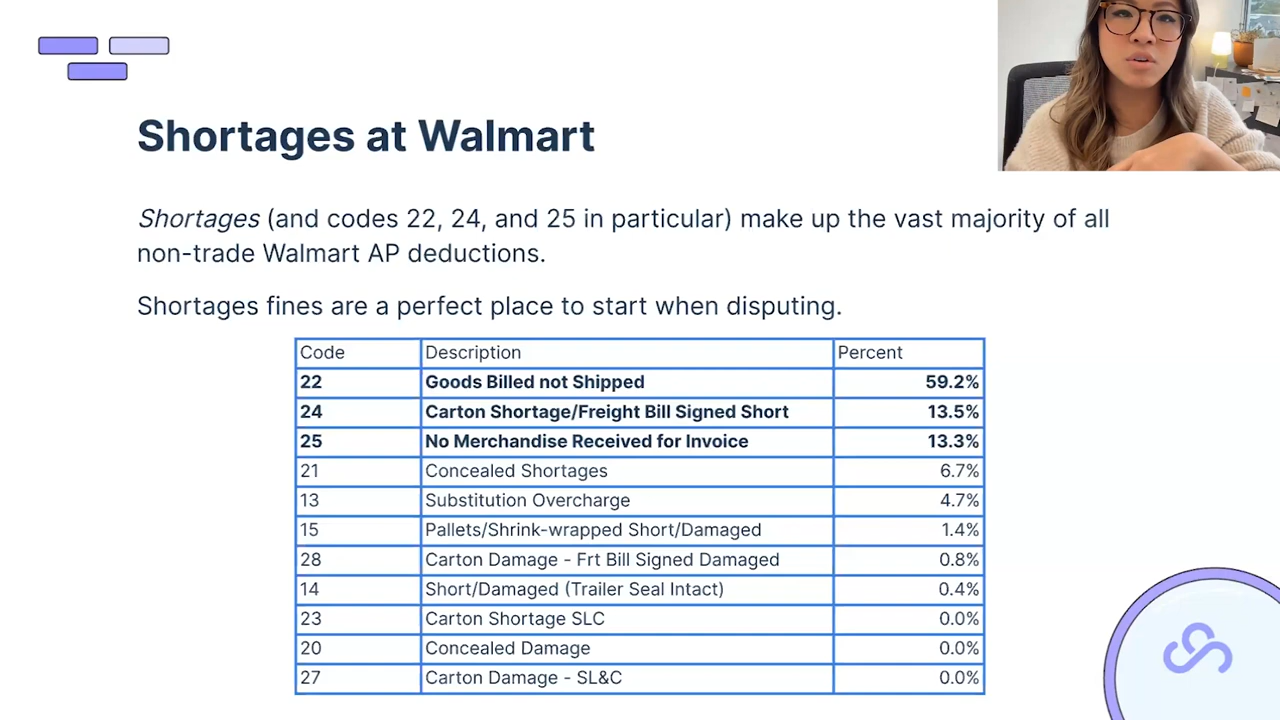 Shortages at Walmart
Shortages (and codes 22, 24, and 25 in particular) make up the vast majority of all
non-trade Walmart AP deductions.
Shortages fines are a perfect place to start when disputing.
Code Description Percent
22 Goods Billed not Shipped 59.2%
24 Carton Shortage/Freight Bill Signed Short 13.5%
25 No Merchandise Received for Invoice 13.3%
21 Concealed Shortages 6.7%
13 Substitution Overcharge 4.7%
15 Pallets/Shrink-wrapped Short/Damaged 1.4%
28 Carton Damage - Frt Bill Signed Damaged 0.8%
14 Short/Damaged (Trailer Seal Intact) 0.4%
23 Carton Shortage SLC 0.0%
20 Concealed Damage 0.0%
27 Carton Damage - SL&C 0.0%